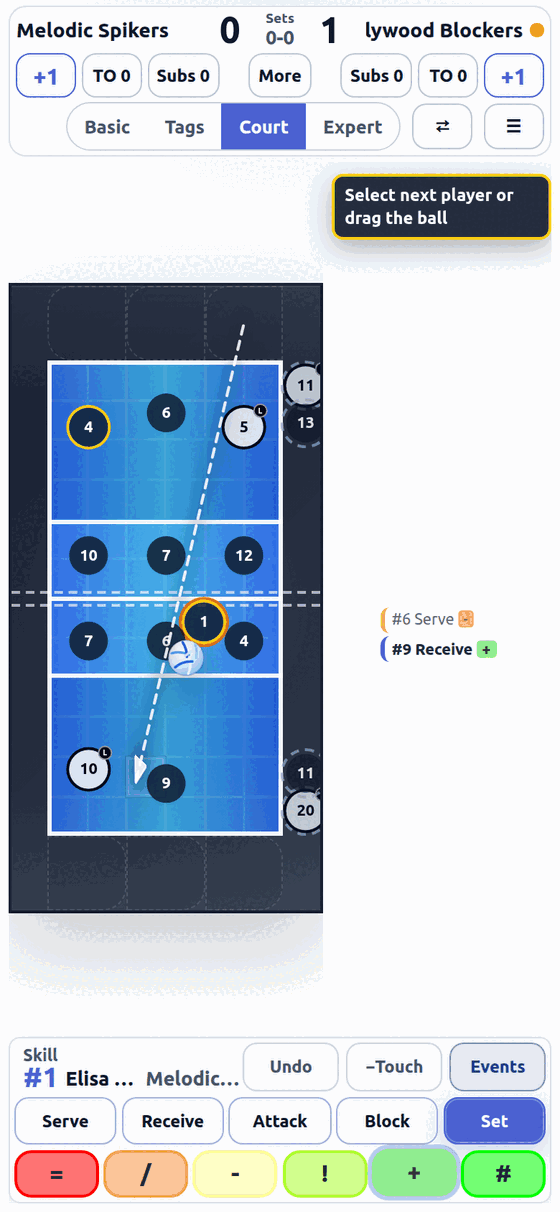 Melodic Spikers 0 Sets 0-0 1 lywood Blockers
+1 TO 0 Subs 0 More Subs 0 TO 0 +1
Basic Tags Court Expert ⇄ ☰
Select next player or
drag the ball
11
6
4 5 L
13
10 7 12
1
7 6 4
#6 Serve -
#9 Receive +
10 L 9
11
20
Skill
#1 Elisa ... Melodic... Undo −Touch Events
Serve Receive Attack Block Set
= / - ! + #